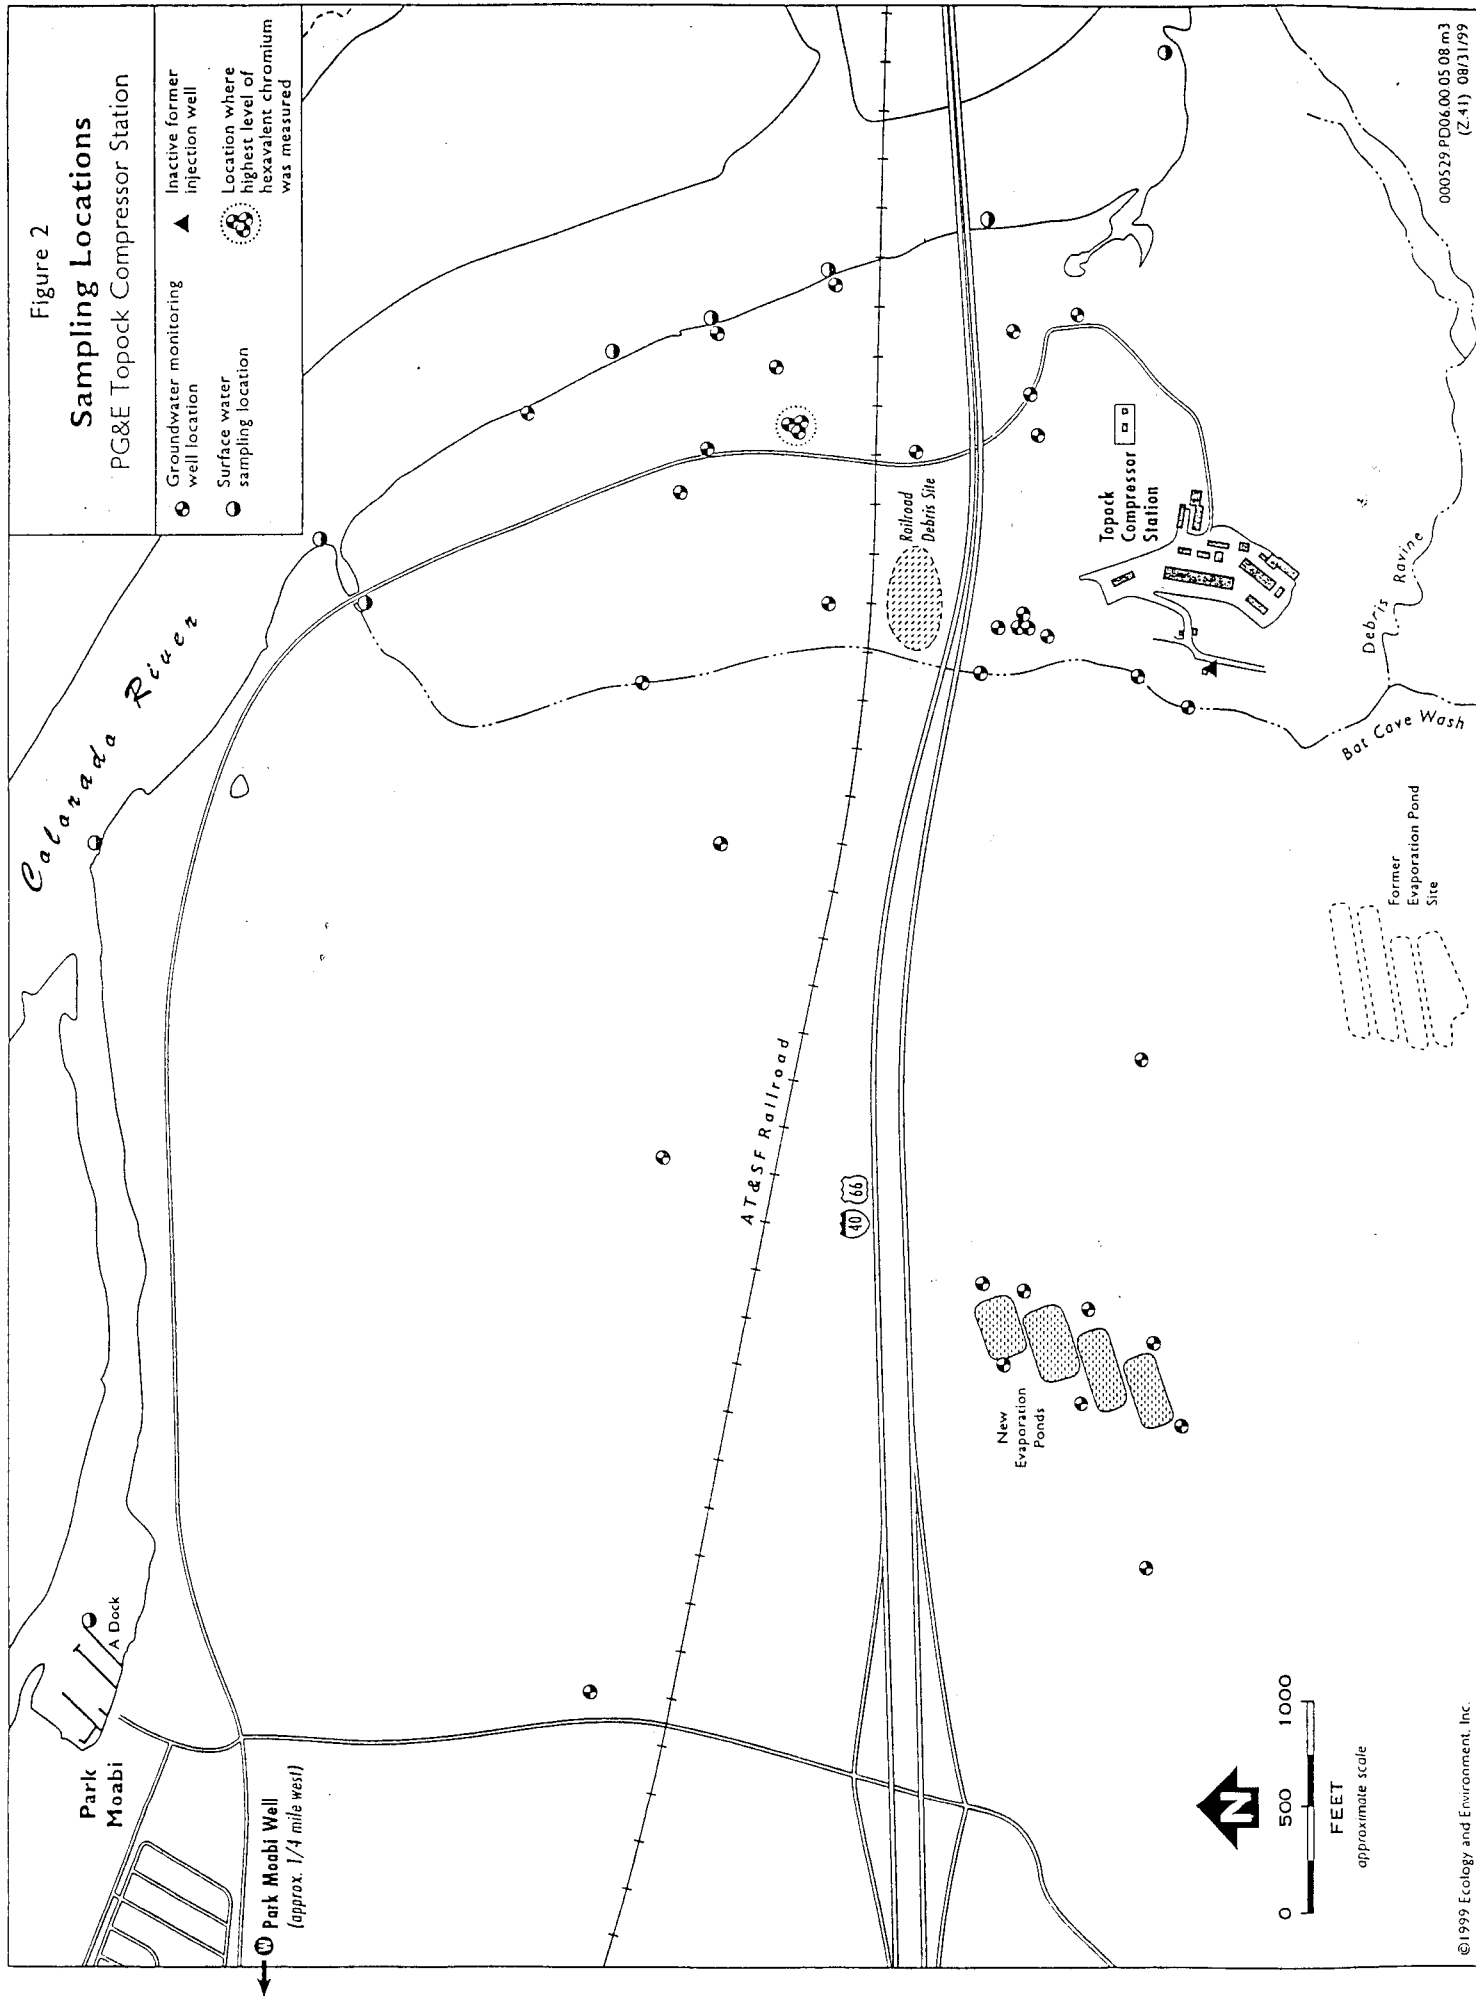 Figure 2
Sampling Locations
PG&E Topock Compressor Station
Groundwater monitoring
well location
Surface water
sampling location
Inactive former
injection well
Location where
highest level of
hexavalent chromium
was measured
Colorado River
A Dock
Park
Moabi
W Park Moabi Well
(approx. 1/4 mile west)
AT&SF Railroad
40 66
Railroad
Debris Site
Topock
Compressor
Station
Debris Ravine
Bat Cave Wash
Former
Evaporation Pond
Site
New
Evaporation
Ponds
N
0 500 1000
FEET
approximate scale
©1999 Ecology and Environment, Inc.
000529.PD06.00.05 08 m3
(Z.41) 08/31/99